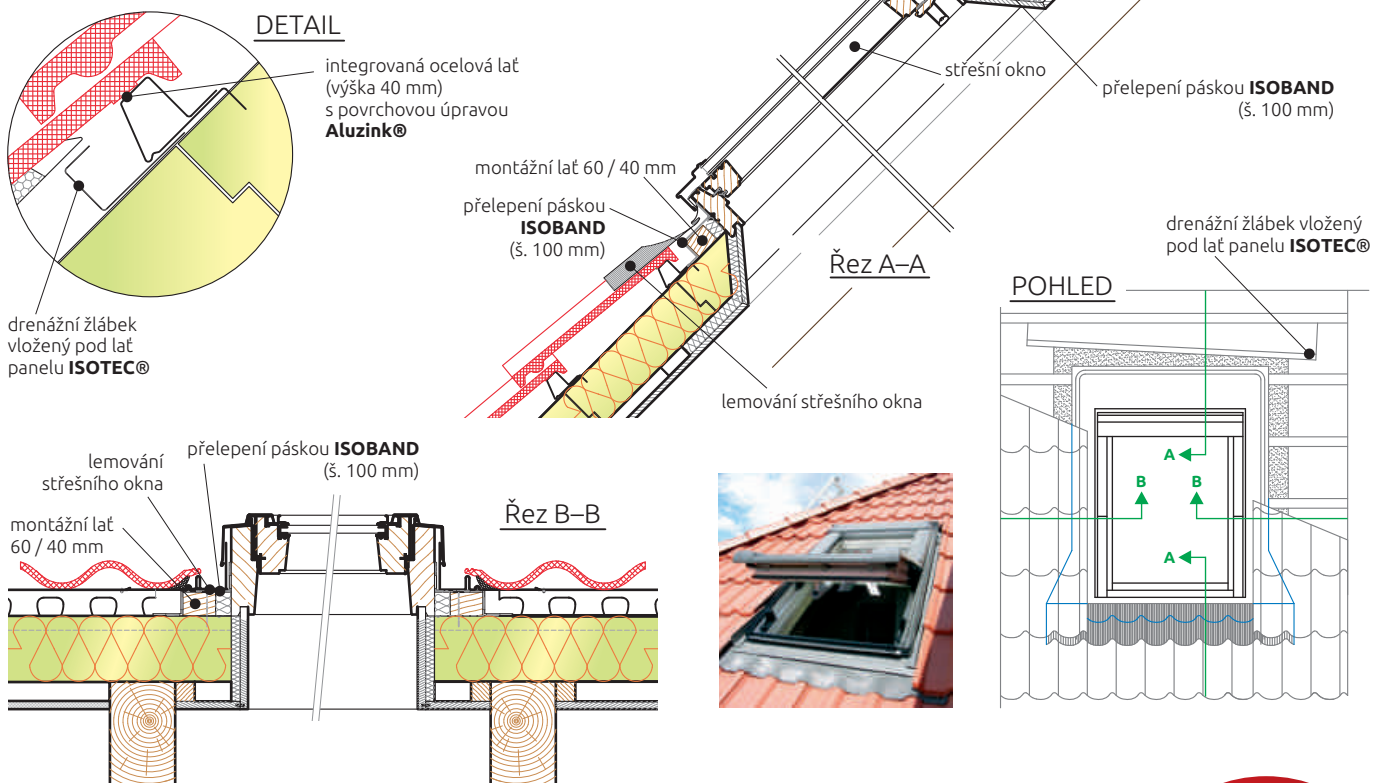 DETAIL
integrovaná ocelová lať
(výška 40 mm)
s povrchovou úpravou
Aluzink®
drenážní žlábek
vložený pod lať
panelu ISOTEC®
střešní okno
přelepení páskou ISOBAND
(š. 100 mm)
montážní lať 60 / 40 mm
přelepení páskou
ISOBAND
(š. 100 mm)
Řez A–A
lemování střešního okna
drenážní žlábek vložený
pod lať panelu ISOTEC®
POHLED
A
B
B
A
přelepení páskou ISOBAND
(š. 100 mm)
lemování
střešního okna
montážní lať
60 / 40 mm
Řez B–B